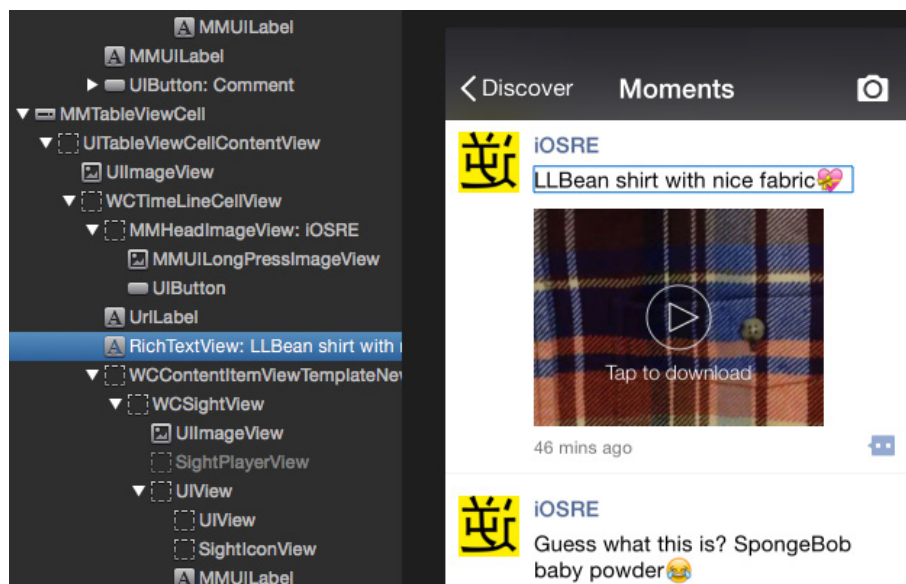 MMUILabel
MMUILabel
UIButton: Comment
MMTableViewCell
UITableViewCellContentView
UIImageView
WCTimeLineCellView
MMHeadImageView: iOSRE
MMUILongPressImageView
UIButton
UrlLabel
RichTextView: LLBean shirt with
WCContentItemViewTemplateNe
WCSightView
UIImageView
SightPlayerView
UIView
UIView
SightIconView
MMUILabel
Discover
Moments
iOSRE
LLBean shirt with nice fabric💝
Tap to download
46 mins ago
iOSRE
Guess what this is? SpongeBob
baby powder😂